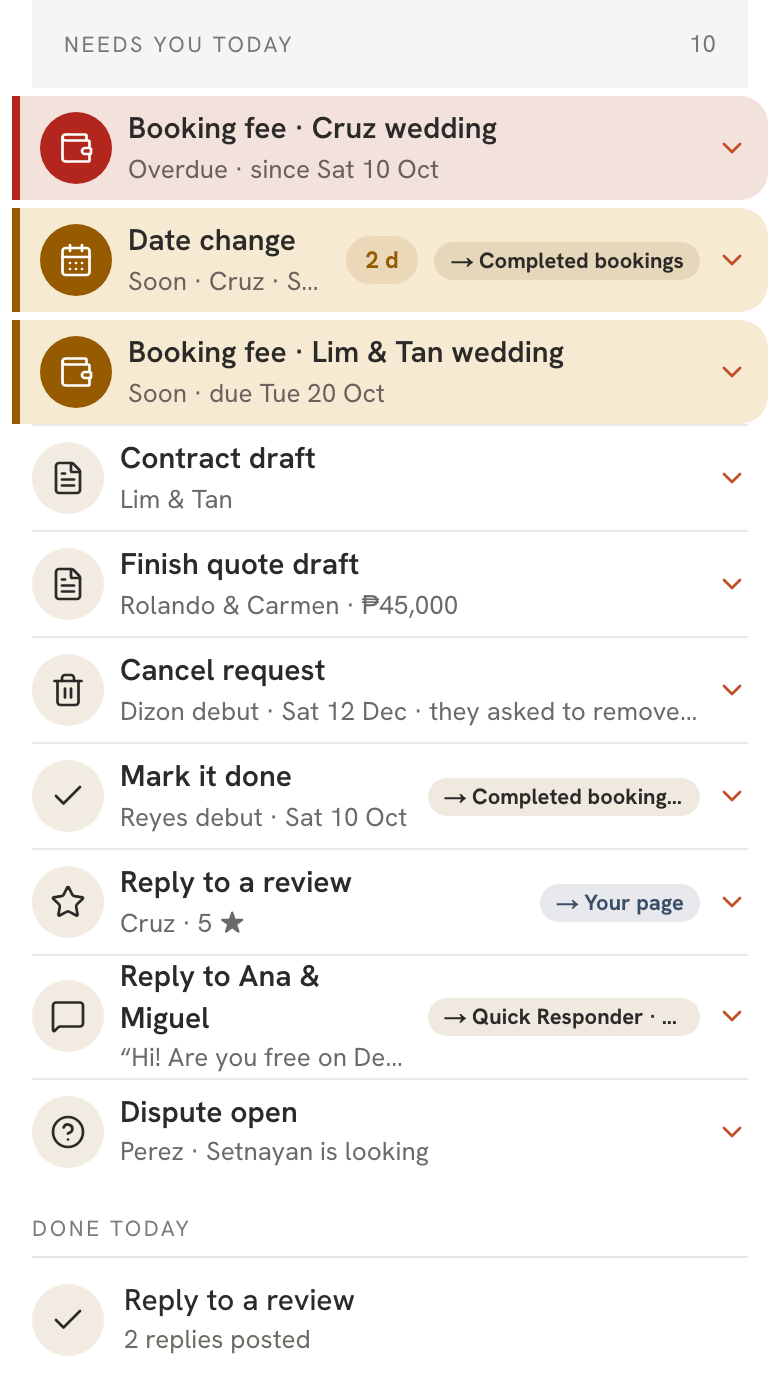 NEEDS YOU TODAY 10
Booking fee · Cruz wedding
Overdue · since Sat 10 Oct
Date change
Soon · Cruz · S...
2 d
→ Completed bookings
Booking fee · Lim & Tan wedding
Soon · due Tue 20 Oct
Contract draft
Lim & Tan
Finish quote draft
Rolando & Carmen · ₱45,000
Cancel request
Dizon debut · Sat 12 Dec · they asked to remove...
Mark it done
Reyes debut · Sat 10 Oct
→ Completed booking...
Reply to a review
Cruz · 5 ★
→ Your page
Reply to Ana &
Miguel
“Hi! Are you free on De...
→ Quick Responder · ...
Dispute open
Perez · Setnayan is looking
DONE TODAY
Reply to a review
2 replies posted